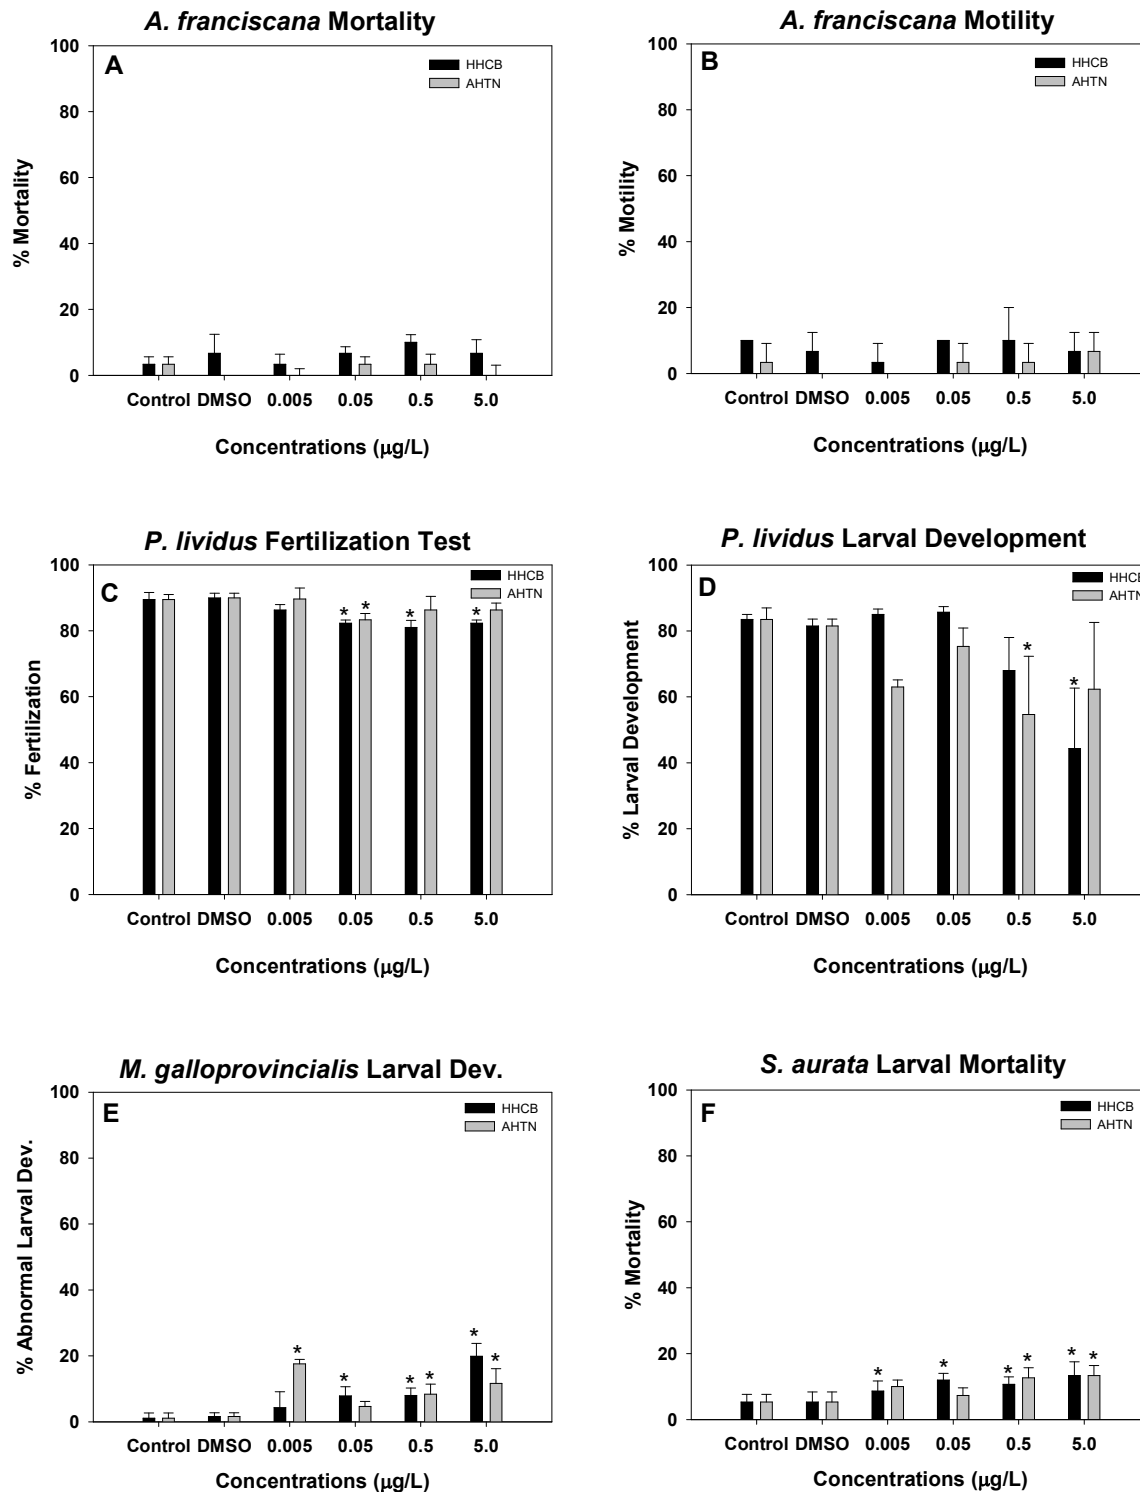 A. franciscana Mortality
A
HHCB
AHTN
% Mortality
100
80
60
40
20
0
Control DMSO 0.005 0.05 0.5 5.0
Concentrations (µg/L)
A. franciscana Motility
B
HHCB
AHTN
% Motility
100
80
60
40
20
0
Control DMSO 0.005 0.05 0.5 5.0
Concentrations (µg/L)
P. lividus Fertilization Test
C
HHCB
AHTN
% Fertilization
100
80
60
40
20
0
* * * *
Control DMSO 0.005 0.05 0.5 5.0
Concentrations (µg/L)
P. lividus Larval Development
D
HHCB
AHTN
% Larval Development
100
80
60
40
20
0
* *
Control DMSO 0.005 0.05 0.5 5.0
Concentrations (µg/L)
M. galloprovincialis Larval Dev.
E
HHCB
AHTN
% Abnormal Larval Dev.
100
80
60
40
20
0
* * * * * *
Control DMSO 0.005 0.05 0.5 5.0
Concentrations (µg/L)
S. aurata Larval Mortality
F
HHCB
AHTN
% Mortality
100
80
60
40
20
0
* * * * * *
Control DMSO 0.005 0.05 0.5 5.0
Concentrations (µg/L)